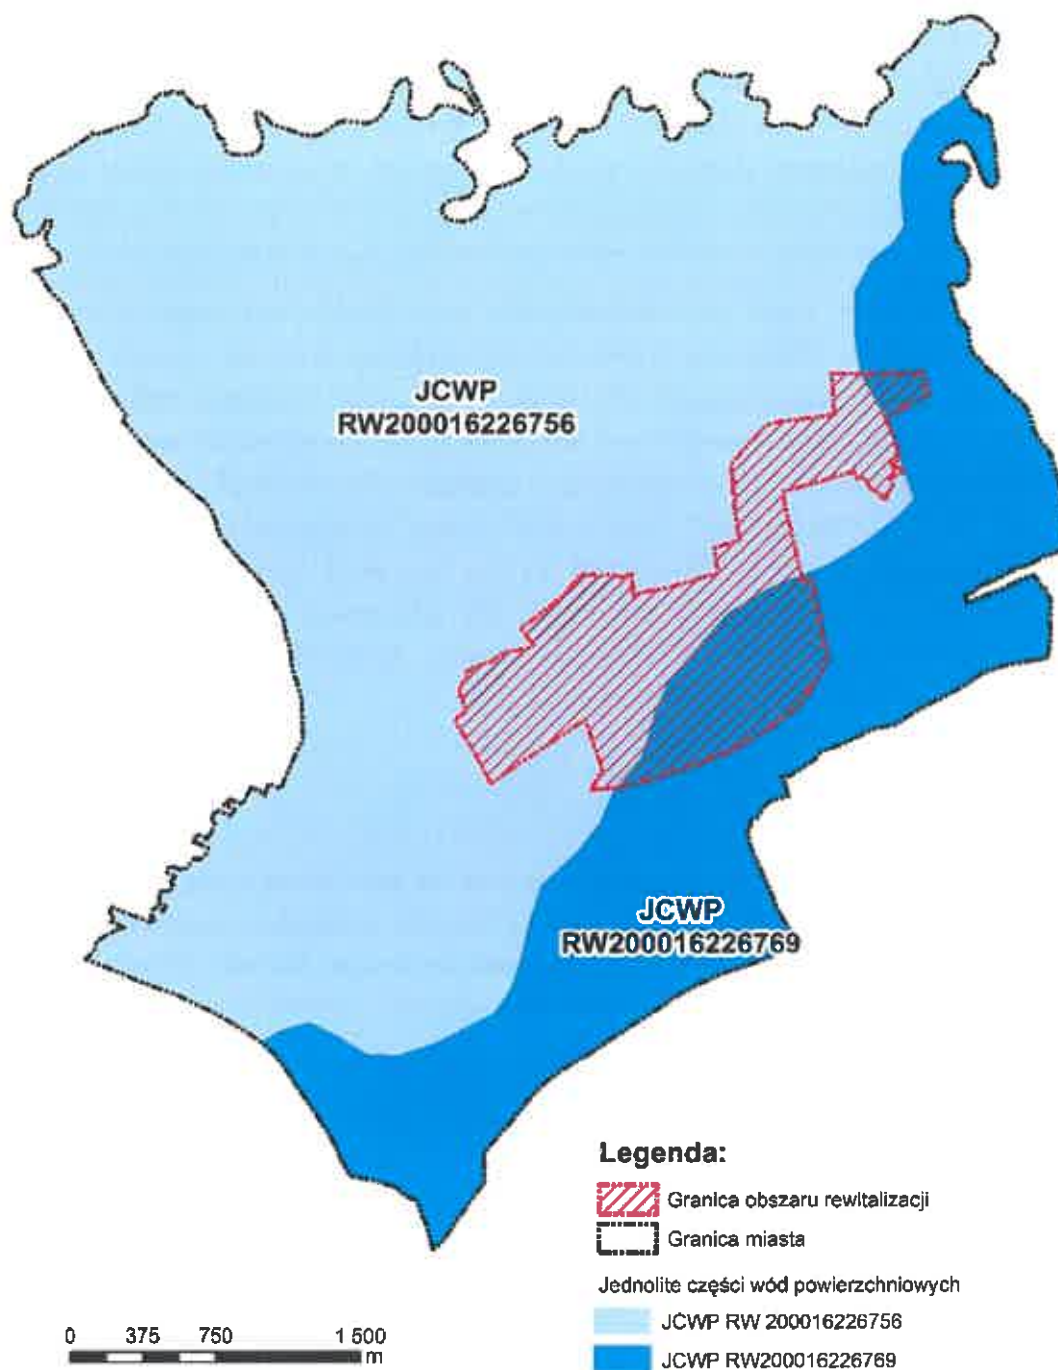 JCWP
RW200016226756
JCWP
RW200016226769
Legenda:
Granica obszaru rewitalizacji
Granica miasta
Jednolite części wód powierzchniowych
JCWP RW 200016226756
JCWP RW200016226769
0 375 750 1 500
m